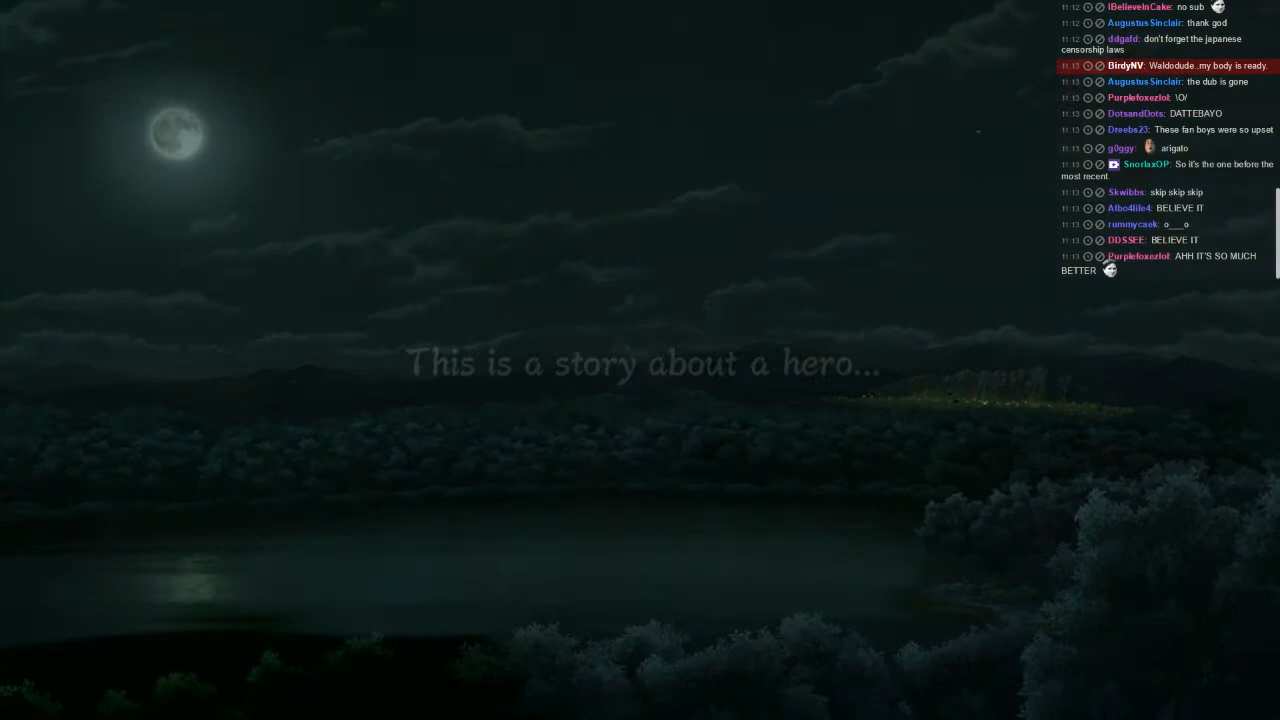 11:12 IBelieveInCake: no sub
11:12 AugustusSinclair: thank god
11:12 ddgafd: don't forget the japanese
censorship laws
11:13 BirdyNV: Waldodude..my body is ready.
11:13 AugustusSinclair: the dub is gone
11:13 Purplefoxezlol: \O/
11:13 DotsandDots: DATTEBAYO
11:13 Dreebs23: These fan boys were so upset
11:13 g0ggy: arigato
11:13 SnorlaxOP: So it's the one before the
most recent.
11:13 Skwibbs: skip skip skip
11:13 Albo4life4: BELIEVE IT
11:13 rummycaek: o___o
11:13 DDSSEE: BELIEVE IT
11:13 Purplefoxezlol: AHH IT'S SO MUCH
BETTER
This is a story about a hero...